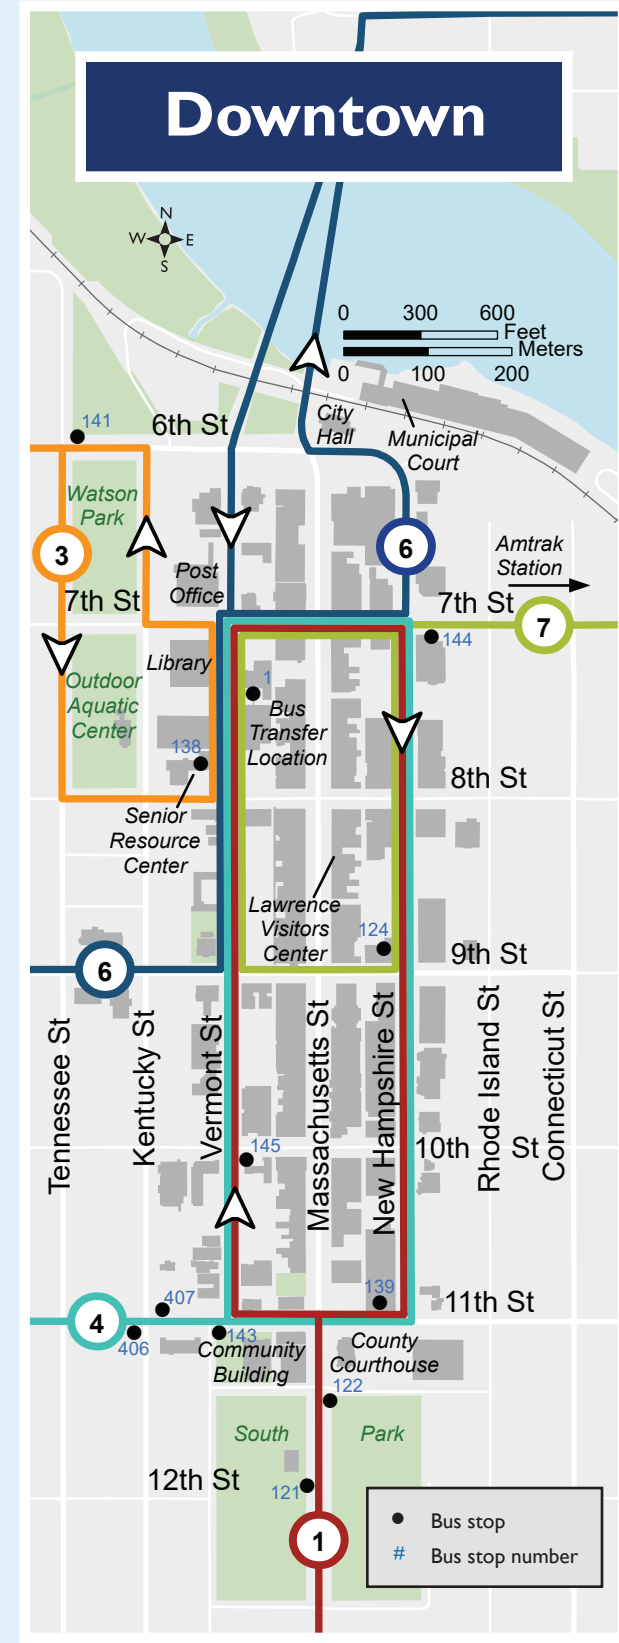 Downtown
N
W
E
S
0 300 600
Feet
Meters
0 100 200
141
6th St
City
Hall
Municipal
Court
Watson
Park
3
6
Amtrak
Station
Post
Office
7th St
7th St
7
144
Library
1
Outdoor
Aquatic
Center
Bus
Transfer
Location
138
8th St
Senior
Resource
Center
Lawrence
Visitors
Center
124
9th St
6
Tennessee St
Kentucky St
Vermont St
Massachusetts St
New Hampshire St
Rhode Island St
Connecticut St
145
10th St
139
407
11th St
4
406
143
Community
Building
County
Courthouse
122
South Park
12th St
121
1
Bus stop
# Bus stop number